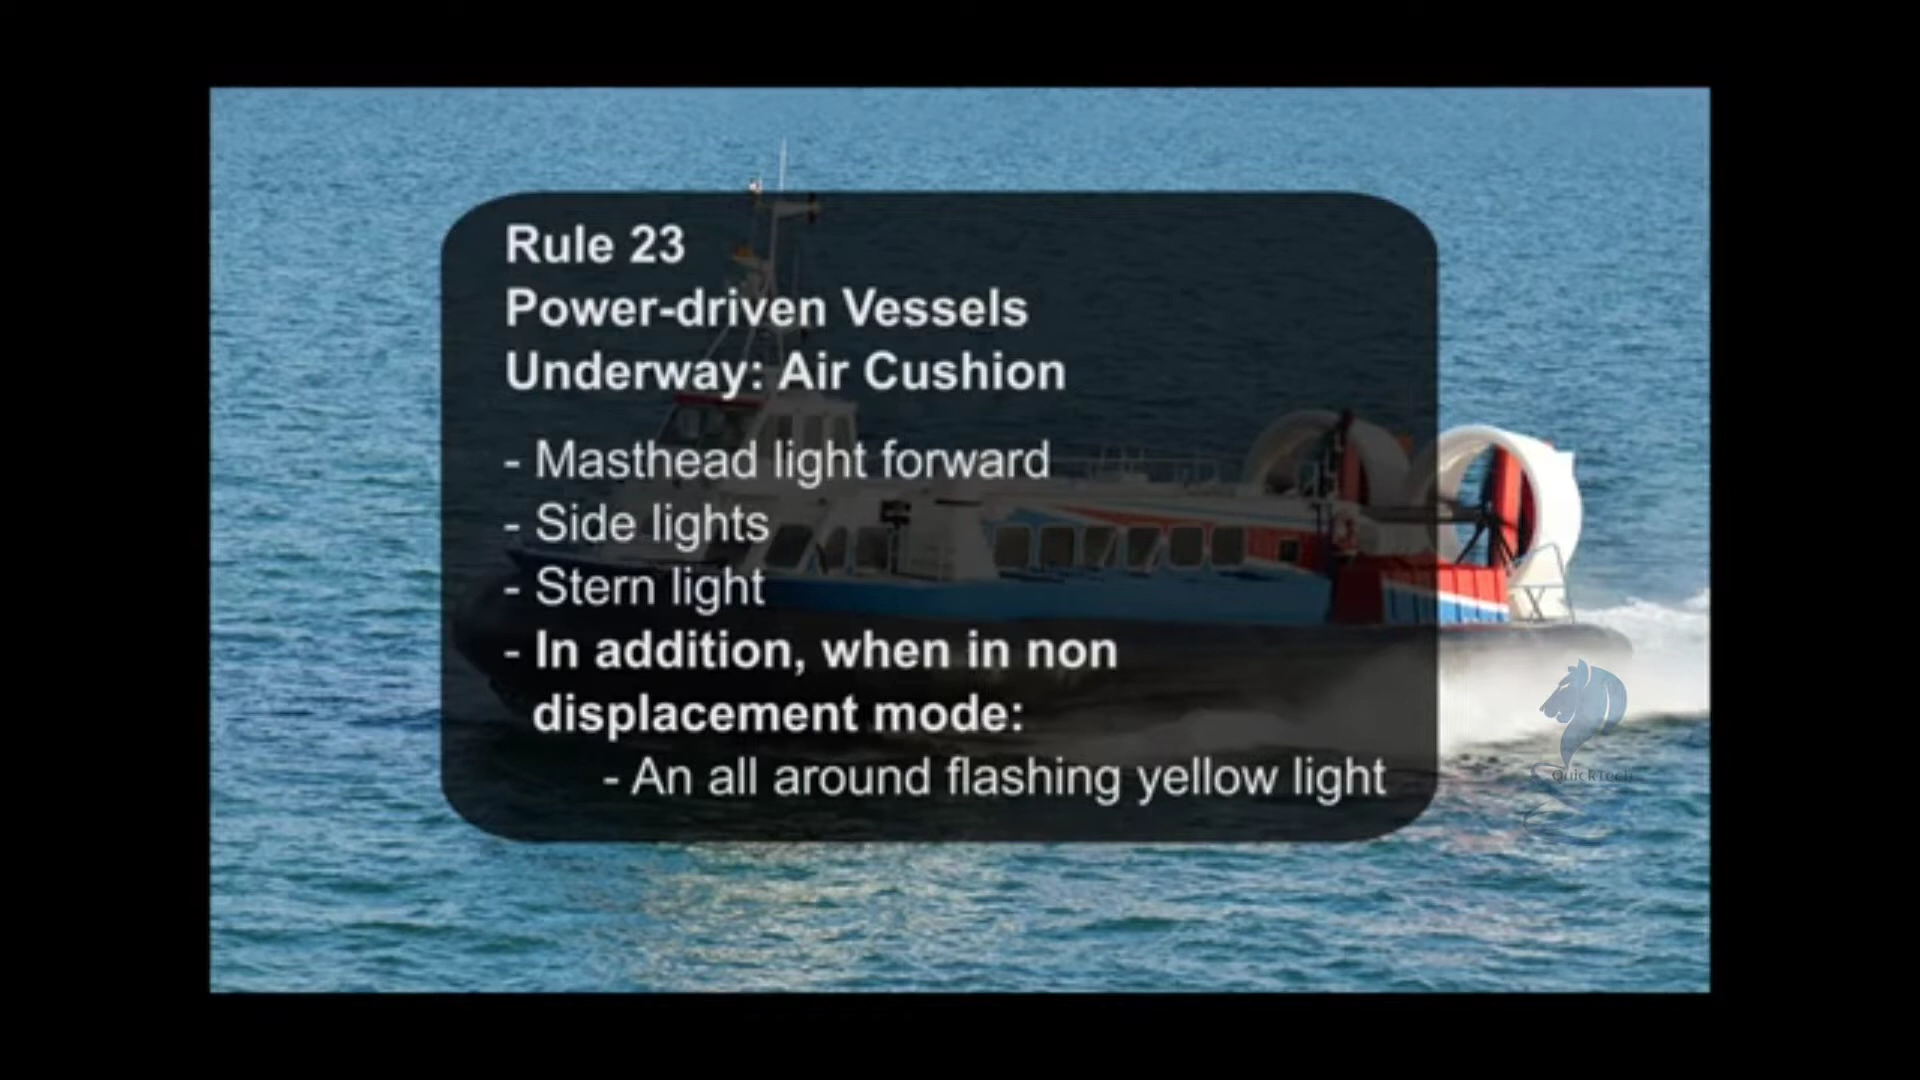 Rule 23
Power-driven Vessels
Underway: Air Cushion
- Masthead light forward
- Side lights
- Stern light
- In addition, when in non
displacement mode:
- An all around flashing yellow light
QuickTech